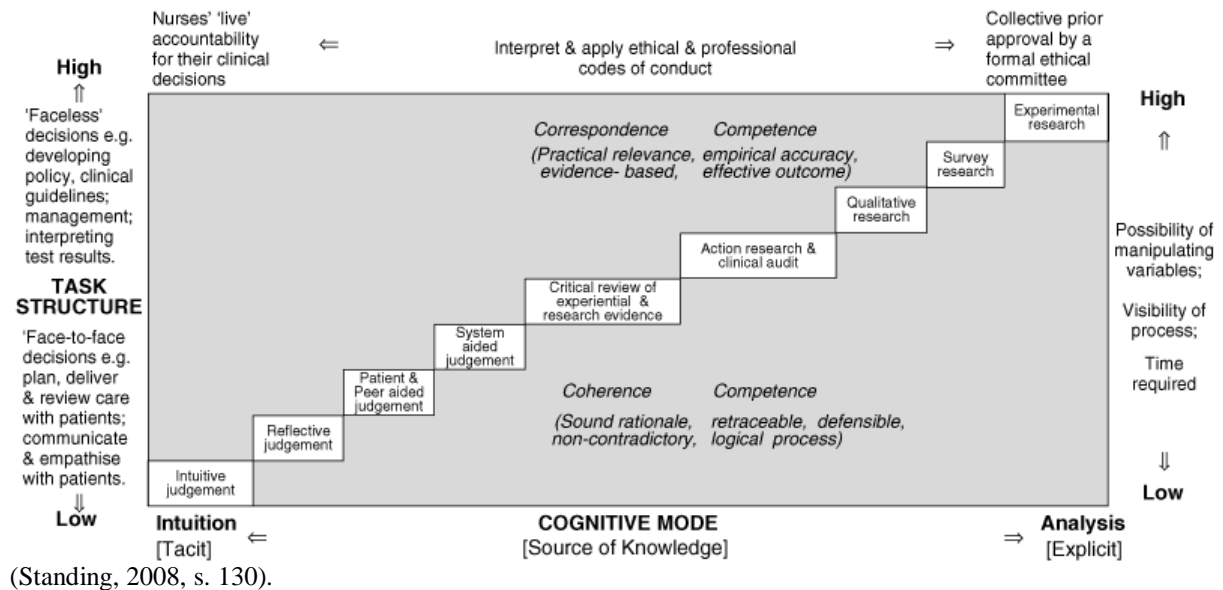 Nurses' 'live'
accountability
for their clinical
decisions
⇐
Interpret & apply ethical & professional
codes of conduct
⇒
Collective prior
approval by a
formal ethical
committee
High
⇑
'Faceless'
decisions e.g.
developing
policy, clinical
guidelines;
management;
interpreting
test results.
TASK
STRUCTURE
'Face-to-face
decisions e.g.
plan, deliver
& review care
with patients;
communicate
& empathise
with patients.
⇓
Low
Experimental
research
Correspondence Competence
(Practical relevance, empirical accuracy,
evidence- based, effective outcome)
Survey
research
Qualitative
research
Action research &
clinical audit
Critical review of
experiential &
research evidence
System
aided
judgement
Patient &
Peer aided
judgement
Reflective
judgement
Intuitive
judgement
Coherence Competence
(Sound rationale, retraceable, defensible,
non-contradictory, logical process)
High
⇑
Possibility of
manipulating
variables;
Visibility of
process;
Time
required
⇓
Low
Intuition
[Tacit]
⇐
COGNITIVE MODE
[Source of Knowledge]
⇒
Analysis
[Explicit]
(Standing, 2008, s. 130).